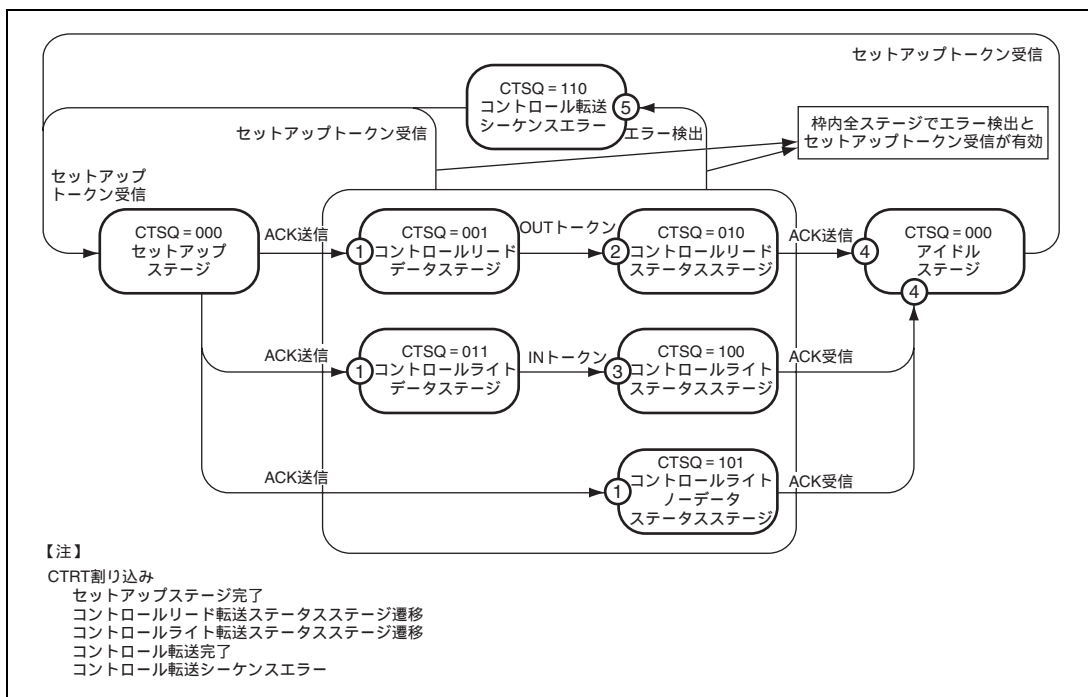 セットアップトークン受信
CTSQ = 110
コントロール転送
シーケンスエラー
5
セットアップトークン受信
エラー検出
枠内全ステージでエラー検出と
セットアップトークン受信が有効
セットアップ
トークン受信
CTSQ = 000
セットアップ
ステージ
ACK送信
1
CTSQ = 001
コントロールリード
データステージ
OUTトークン
2
CTSQ = 010
コントロールリード
ステータスステージ
ACK送信
4
CTSQ = 000
アイドル
ステージ
4
ACK送信
1
CTSQ = 011
コントロールライト
データステージ
INトークン
3
CTSQ = 100
コントロールライト
ステータスステージ
ACK受信
ACK送信
1
CTSQ = 101
コントロールライト
ノーデータ
ステータスステージ
ACK受信
【注】
CTRT割り込み
セットアップステージ完了
コントロールリード転送ステータスステージ遷移
コントロールライト転送ステータスステージ遷移
コントロール転送完了
コントロール転送シーケンスエラー